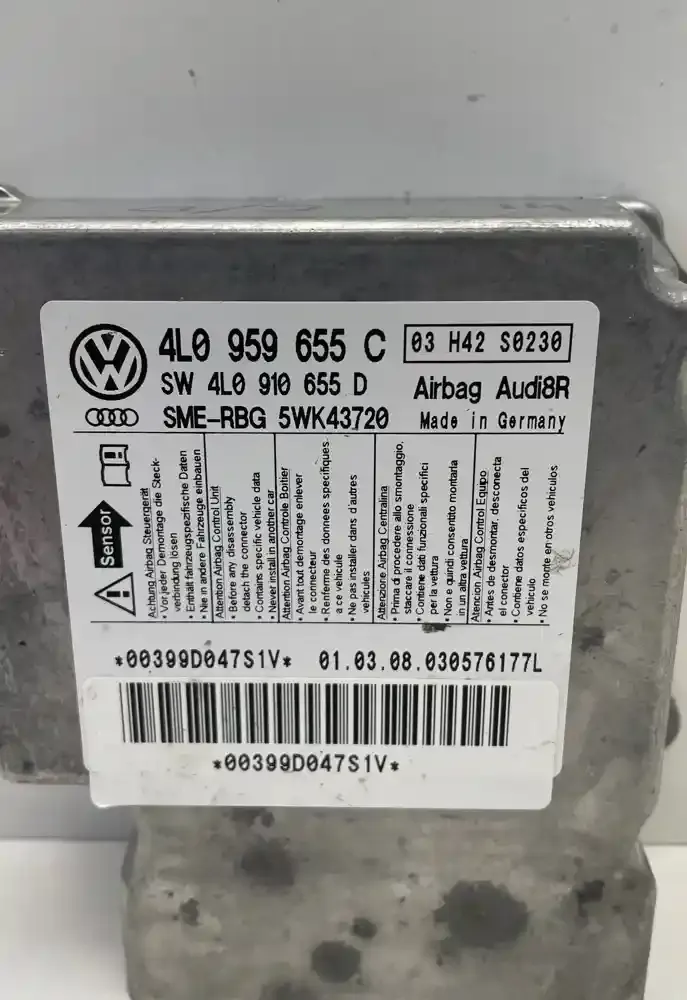 4L0 959 655 C
03 H42 S0230
SW 4L0 910 655 D
Airbag Audi8R
SME-RBG 5WK43720
Made in Germany
Sensor
Achtung Airbag Steuergerät
• Vor jeder Demontage die Steck-
verbindung lösen
• Enthält fahrzeugspezifische Daten
• Nie in andere Fahrzeuge einbauen
Attention Airbag Control Unit
• Before any disassembly
detach the connector
• Contains specific vehicle data
• Never install in another car
Attention Airbag Controle Boitier
• Avant tout demontage enlever
le connecteur
• Renferme des donnees specifiques
a ce vehicule
• Ne pas installer dans d'autres
vehicules
Attenzione Airbag Centralina
• Prima di procedere allo smontaggio,
staccare il connessione
• Contiene dati funzionali specifici
per la vettura
• Non e quindi consentito montarla
in un altra vettura
Atencion Airbag Control Equipo
• Antes de desmontar, desconecta
el conector
• Contiene datos especificos del
vehiculo
• No se monte en otros vehiculos
*00399D047S1V*
01.03.08.030576177L
*00399D047S1V*